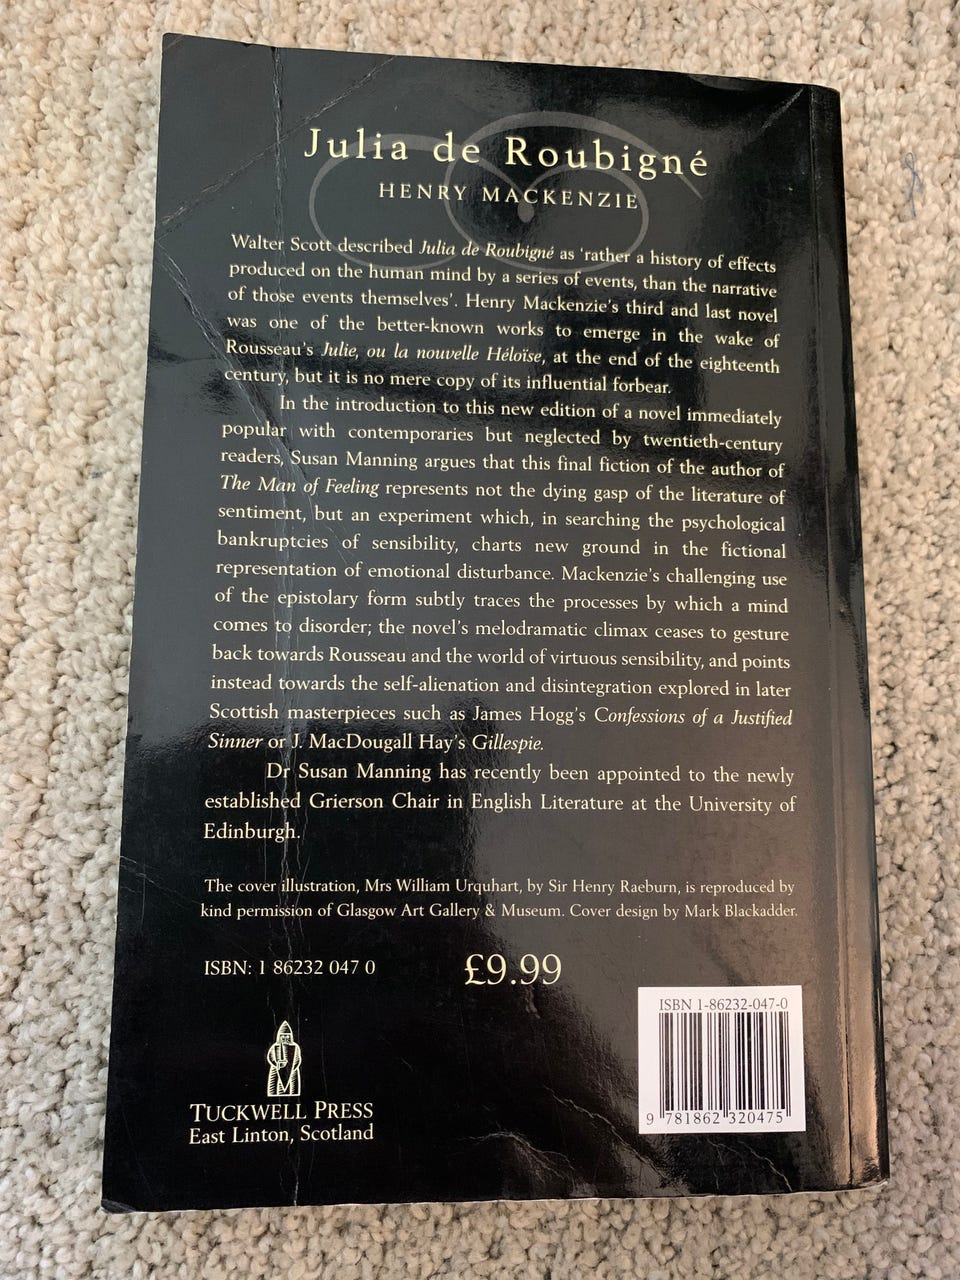 Julia de Roubigné
HENRY MACKENZIE
Walter Scott described Julia de Roubigné as ‘rather a history of effects
produced on the human mind by a series of events, than the narrative
of those events themselves’. Henry Mackenzie’s third and last novel
was one of the better-known works to emerge in the wake of
Rousseau’s Julie, ou la nouvelle Héloïse, at the end of the eighteenth
century, but it is no mere copy of its influential forbear.
In the introduction to this new edition of a novel immediately
popular with contemporaries but neglected by twentieth-century
readers, Susan Manning argues that this final fiction of the author of
The Man of Feeling represents not the dying gasp of the literature of
sentiment, but an experiment which, in searching the psychological
bankruptcies of sensibility, charts new ground in the fictional
representation of emotional disturbance. Mackenzie’s challenging use
of the epistolary form subtly traces the processes by which a mind
comes to disorder; the novel’s melodramatic climax ceases to gesture
back towards Rousseau and the world of virtuous sensibility, and points
instead towards the self-alienation and disintegration explored in later
Scottish masterpieces such as James Hogg’s Confessions of a Justified
Sinner or J. MacDougall Hay’s Gillespie.
Dr Susan Manning has recently been appointed to the newly
established Grierson Chair in English Literature at the University of
Edinburgh.
The cover illustration, Mrs William Urquhart, by Sir Henry Raeburn, is reproduced by
kind permission of Glasgow Art Gallery & Museum. Cover design by Mark Blackadder.
ISBN: 1 86232 047 0
£9.99
ISBN 1-86232-047-0
9 781862 320475
TUCKWELL PRESS
East Linton, Scotland